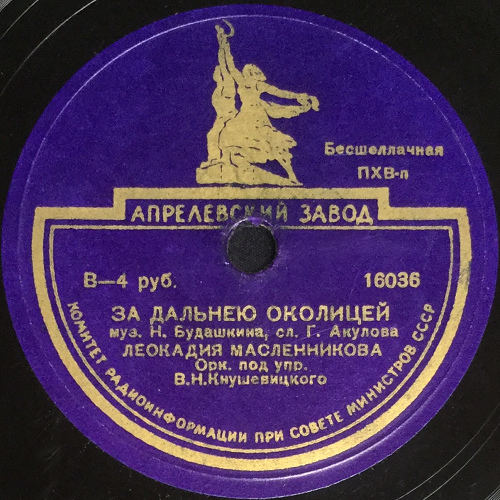 Бесшеллачная
ПХВ-п
АПРЕЛЕВСКИЙ ЗАВОД
В—4 руб.
16036
ЗА ДАЛЬНЕЮ ОКОЛИЦЕЙ
муз. Н. Будашкина, сл. Г. Акулова
ЛЕОКАДИЯ МАСЛЕННИКОВА
Орк. под упр.
В.Н.Кнушевицкого
КОМИТЕТ РАДИОИНФОРМАЦИИ ПРИ СОВЕТЕ МИНИСТРОВ СССР